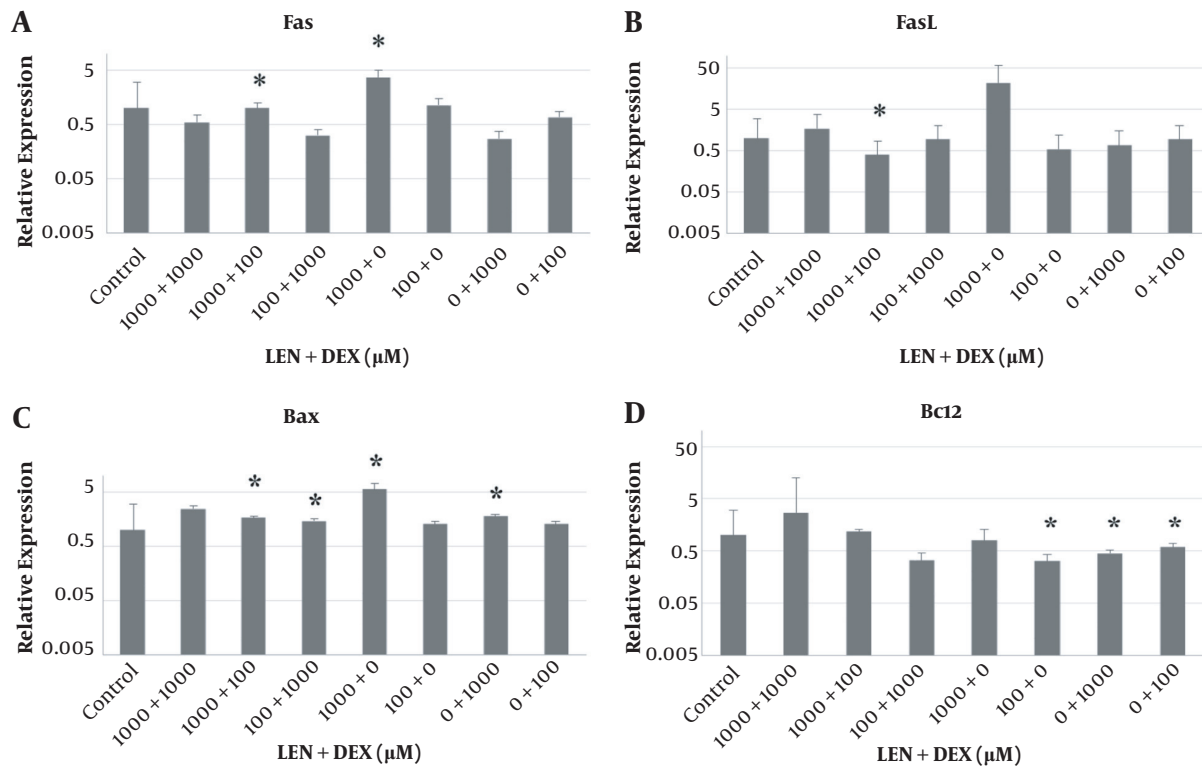 A
Fas
Relative Expression
5
0.5
0.05
0.005
*
*
Control
1000 + 1000
1000 + 100
100 + 1000
1000 + 0
100 + 0
0 + 1000
0 + 100
LEN + DEX (µM)
B
FasL
Relative Expression
50
5
0.5
0.05
0.005
*
Control
1000 + 1000
1000 + 100
100 + 1000
1000 + 0
100 + 0
0 + 1000
0 + 100
LEN + DEX (µM)
C
Bax
Relative Expression
5
0.5
0.05
0.005
*
*
*
*
Control
1000 + 1000
1000 + 100
100 + 1000
1000 + 0
100 + 0
0 + 1000
0 + 100
LEN + DEX (µM)
D
Bc12
Relative Expression
50
5
0.5
0.05
0.005
*
*
*
Control
1000 + 1000
1000 + 100
100 + 1000
1000 + 0
100 + 0
0 + 1000
0 + 100
LEN + DEX (µM)